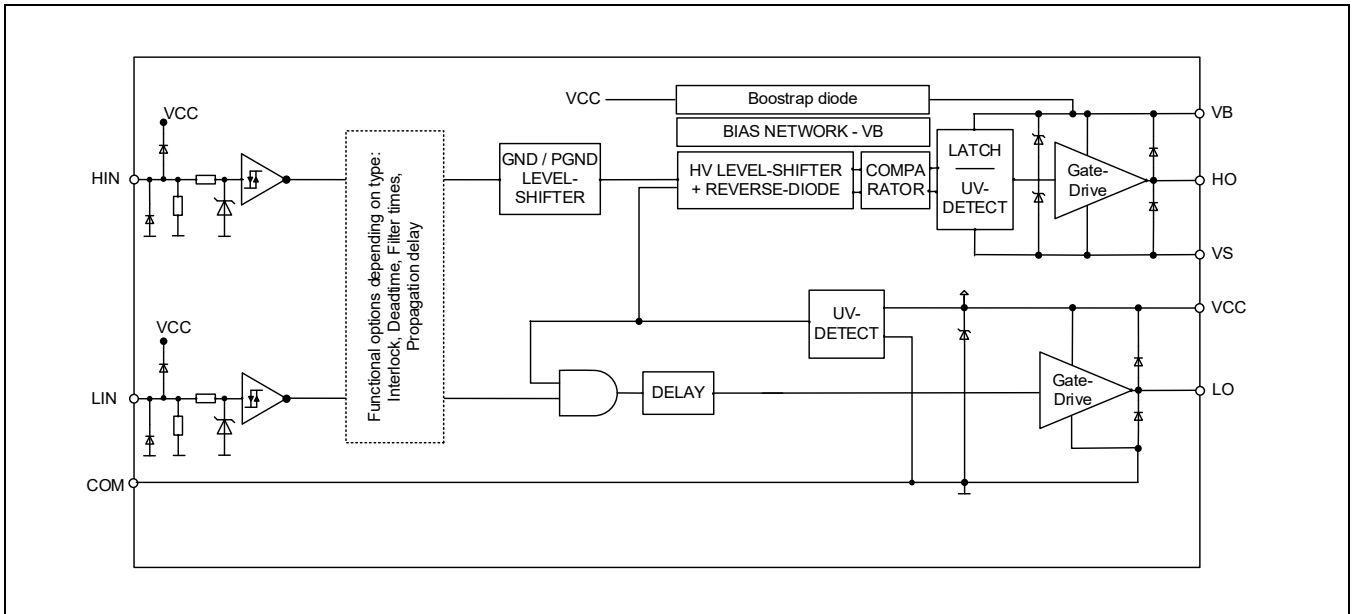 VCC
HIN
Functional options depending on type:
Interlock, Deadtime, Filter times,
Propagation delay
GND / PGND
LEVEL-
SHIFTER
VCC
Boostrap diode
BIAS NETWORK - VB
HV LEVEL-SHIFTER
+ REVERSE-DIODE
COMPA
RATOR
LATCH
UV-
DETECT
Gate-
Drive
VB
HO
VS
VCC
LIN
UV-
DETECT
DELAY
Gate-
Drive
VCC
LO
COM